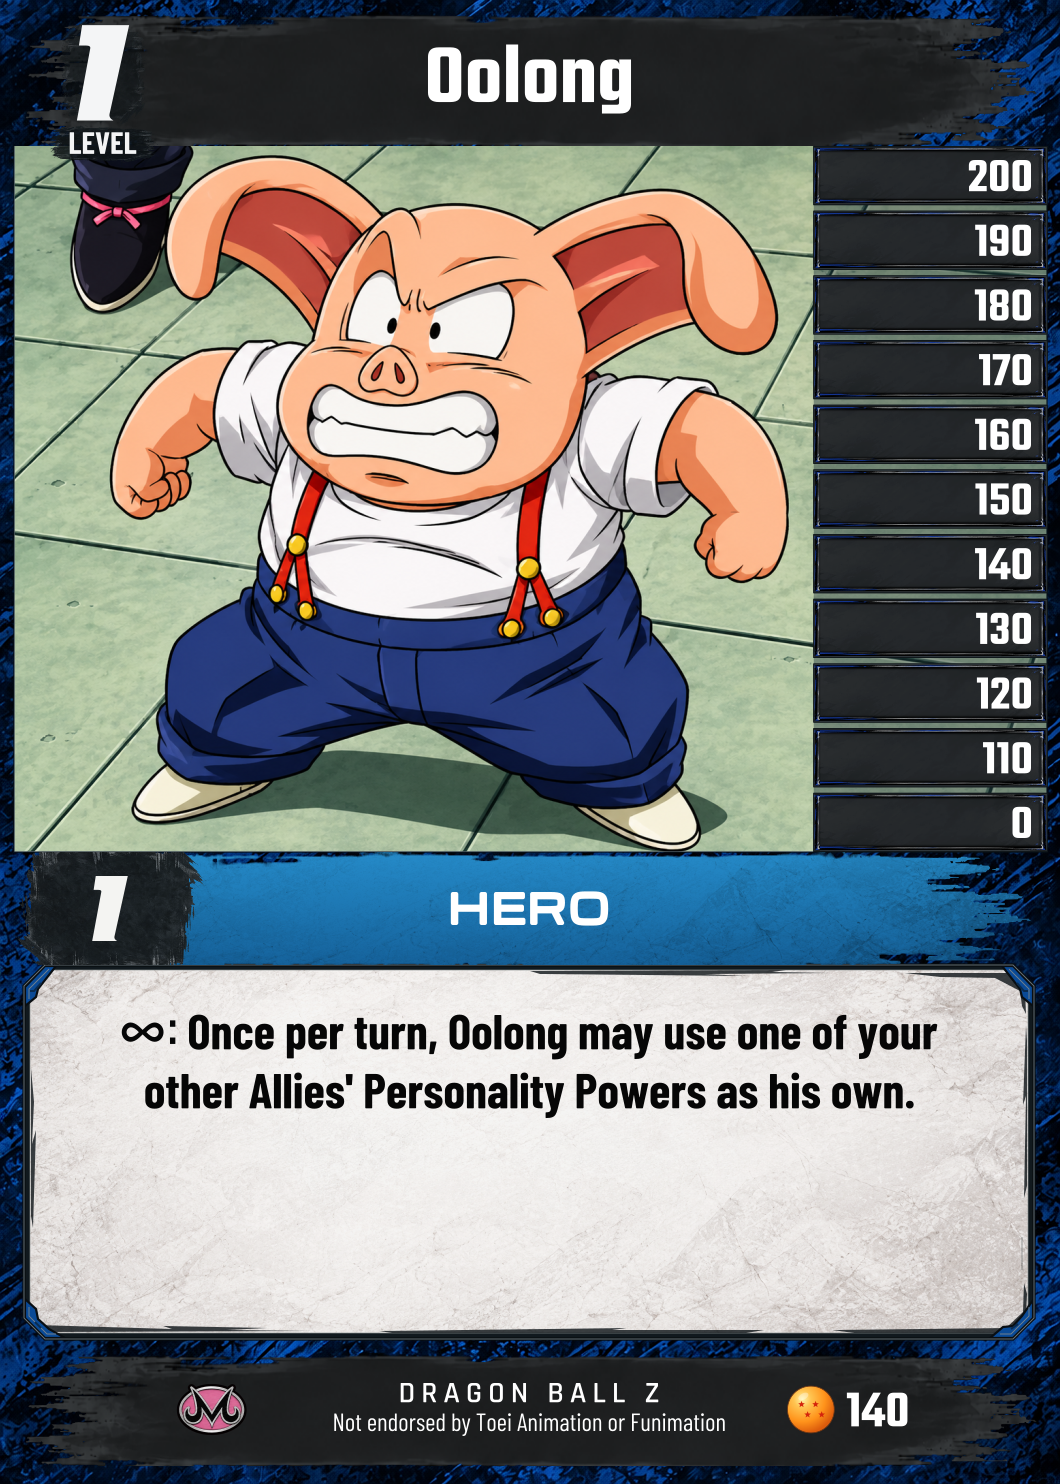 1
LEVEL
Oolong
200
190
180
170
160
150
140
130
120
110
0
1
HERO
∞: Once per turn, Oolong may use one of your
other Allies' Personality Powers as his own.
DRAGON BALL Z
Not endorsed by Toei Animation or Funimation
M
140